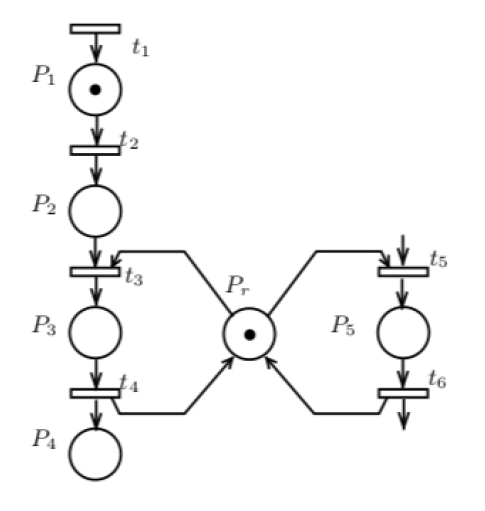 t₁
P₁
t₂
P₂
t₃
P₃
t₄
P₄
Pᵣ
t₅
P₅
t₆